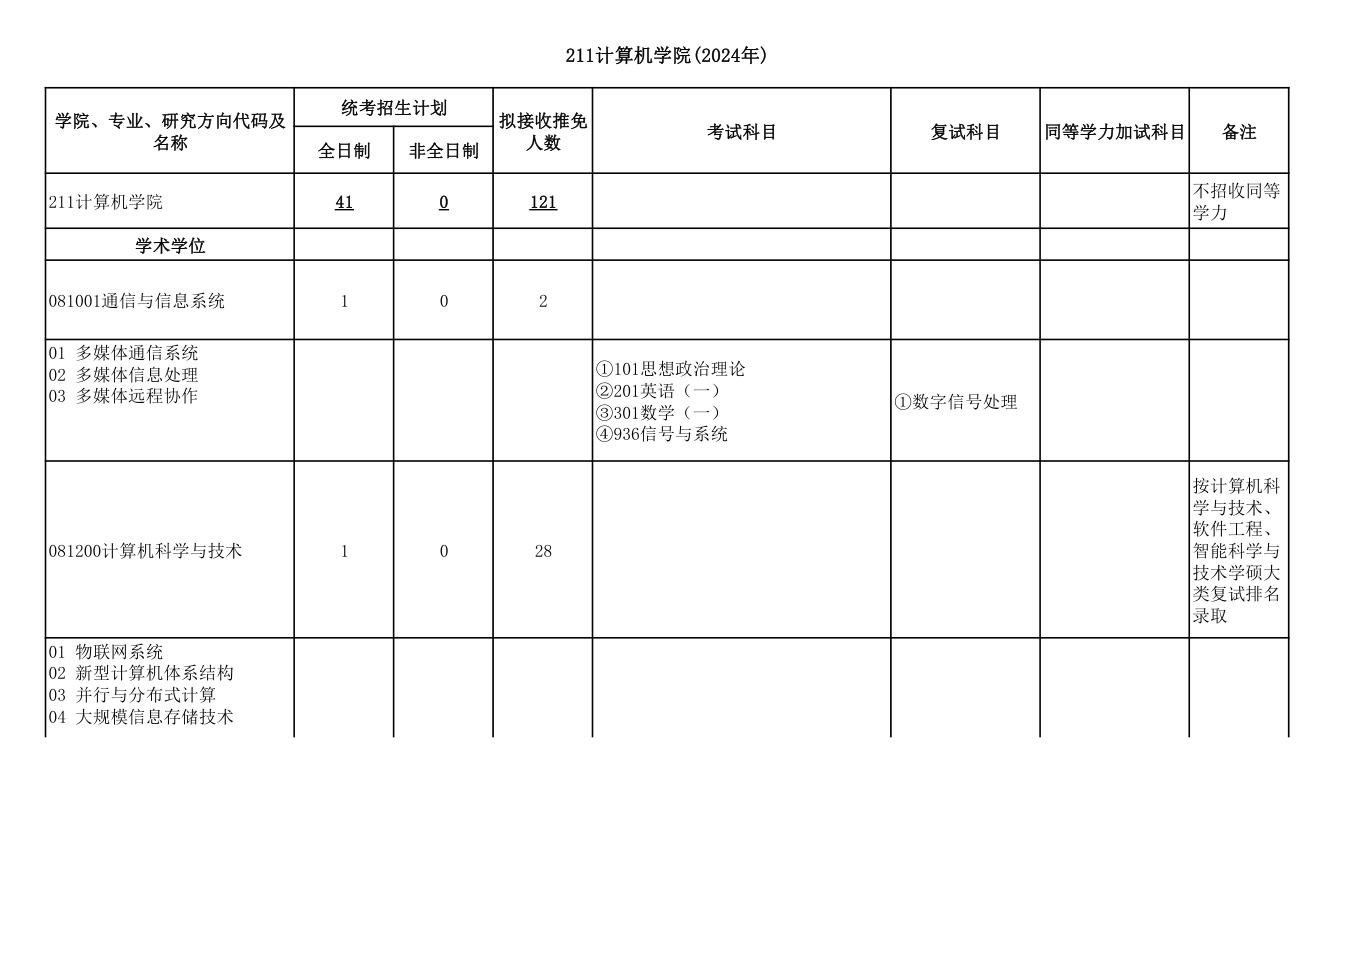 211计算机学院(2024年)
学院、专业、研究方向代码及
名称
统考招生计划
全日制
非全日制
拟接收推免
人数
考试科目
复试科目
同等学力加试科目
备注
211计算机学院
41
0
121
不招收同等
学力
学术学位
081001通信与信息系统
1
0
2
01 多媒体通信系统
02 多媒体信息处理
03 多媒体远程协作
①101思想政治理论
②201英语（一）
③301数学（一）
④936信号与系统
①数字信号处理
081200计算机科学与技术
1
0
28
按计算机科
学与技术、
软件工程、
智能科学与
技术学硕大
类复试排名
录取
01 物联网系统
02 新型计算机体系结构
03 并行与分布式计算
04 大规模信息存储技术